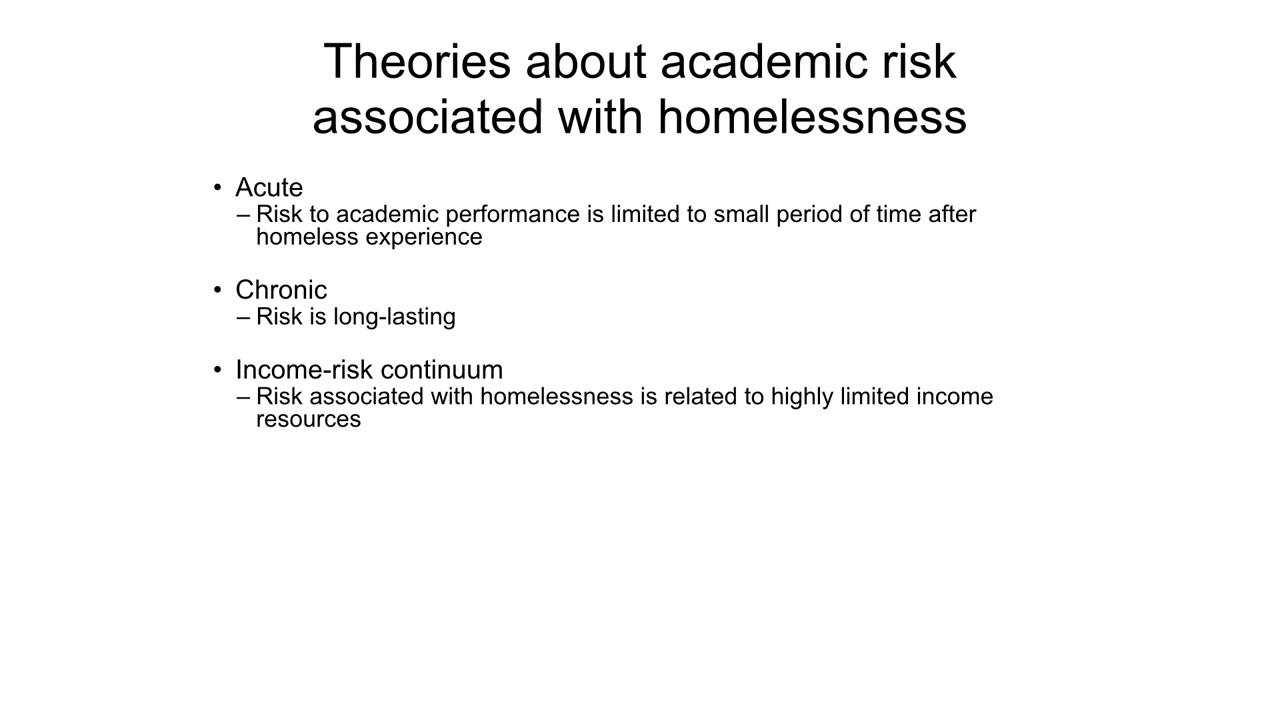 Theories about academic risk
associated with homelessness
• Acute
– Risk to academic performance is limited to small period of time after
homeless experience
• Chronic
– Risk is long-lasting
• Income-risk continuum
– Risk associated with homelessness is related to highly limited income
resources